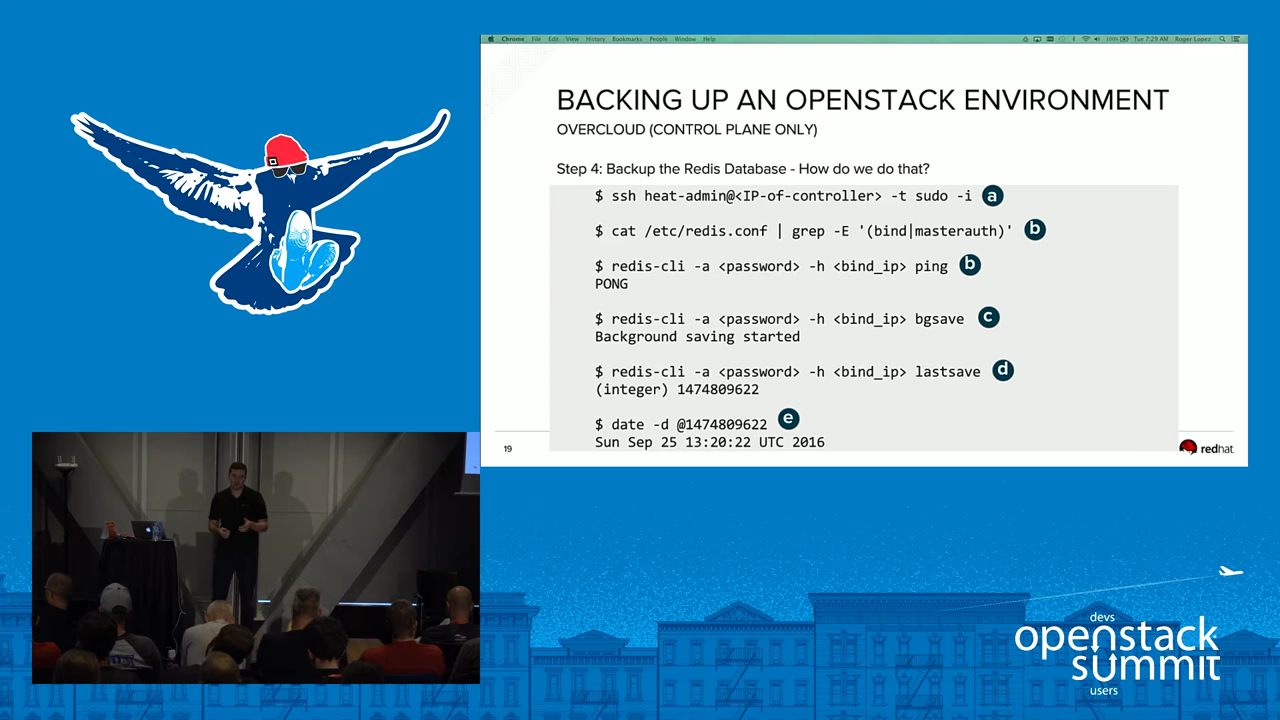 Chrome File Edit View History Bookmarks People Window Help
100% Tue 7:29 AM Roger Lopez
BACKING UP AN OPENSTACK ENVIRONMENT
OVERCLOUD (CONTROL PLANE ONLY)
Step 4: Backup the Redis Database - How do we do that?
$ ssh heat-admin@<IP-of-controller> -t sudo -i a
$ cat /etc/redis.conf | grep -E '(bind|masterauth)' b
$ redis-cli -a <password> -h <bind_ip> ping b
PONG
$ redis-cli -a <password> -h <bind_ip> bgsave c
Background saving started
$ redis-cli -a <password> -h <bind_ip> lastsave d
(integer) 1474809622
$ date -d @1474809622 e
Sun Sep 25 13:20:22 UTC 2016
19
redhat.
devs
openstack
summit
users